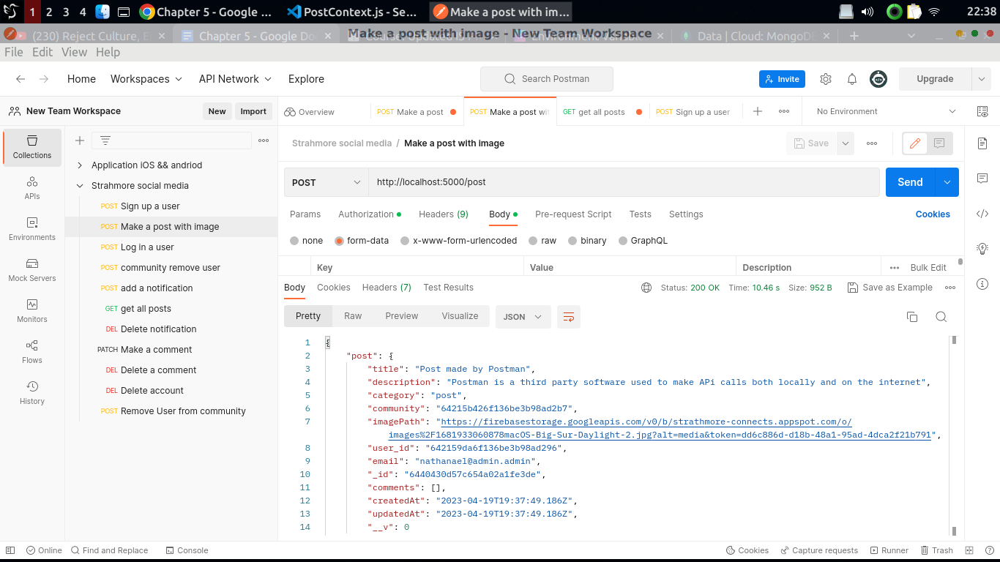 1 2 3 4 Chapter 5 - Google ... PostContext.js - Se... Make a post with im... 22:38
(230) Reject Culture, E Chapter 5 - Google Do Make a post with image - New Team Workspace Data | Cloud: MongoD
File Edit View Help
Home Workspaces API Network Explore Search Postman Invite Upgrade
New Team Workspace New Import Overview POST Make a post POST Make a post wi GET get all posts POST Sign up a user No Environment
Collections
APIs
Environments
Mock Servers
Monitors
Flows
History
Application iOS && andriod
Strahmore social media
POST Sign up a user
POST Make a post with image
POST Log in a user
POST community remove user
POST add a notification
GET get all posts
DEL Delete notification
PATCH Make a comment
DEL Delete a comment
DEL Delete account
POST Remove User from community
Strahmore social media / Make a post with image Save
POST http://localhost:5000/post Send
Params Authorization Headers (9) Body Pre-request Script Tests Settings Cookies
none form-data x-www-form-urlencoded raw binary GraphQL
Key Value Description Bulk Edit
Body Cookies Headers (7) Test Results Status: 200 OK Time: 10.46 s Size: 952 B Save as Example
Pretty Raw Preview Visualize JSON
1 {
2 "post": {
3 "title": "Post made by Postman",
4 "description": "Postman is a third party software used to make APi calls both locally and on the internet",
5 "category": "post",
6 "community": "64215b426f136be3b98ad2b7",
7 "imagePath": "https://firebasestorage.googleapis.com/v0/b/strathmore-connects.appspot.com/o/
images%2F1681933060878macOS-Big-Sur-Daylight-2.jpg?alt=media&token=dd6c886d-d18b-48a1-95ad-4dca2f21b791",
8 "user_id": "642159da6f136be3b98ad296",
9 "email": "nathanael@admin.admin",
10 "_id": "6440430d57c654a02a1fe3de",
11 "comments": [],
12 "createdAt": "2023-04-19T19:37:49.186Z",
13 "updatedAt": "2023-04-19T19:37:49.186Z",
14 "__v": 0
Online Find and Replace Console Cookies Capture requests Runner Trash